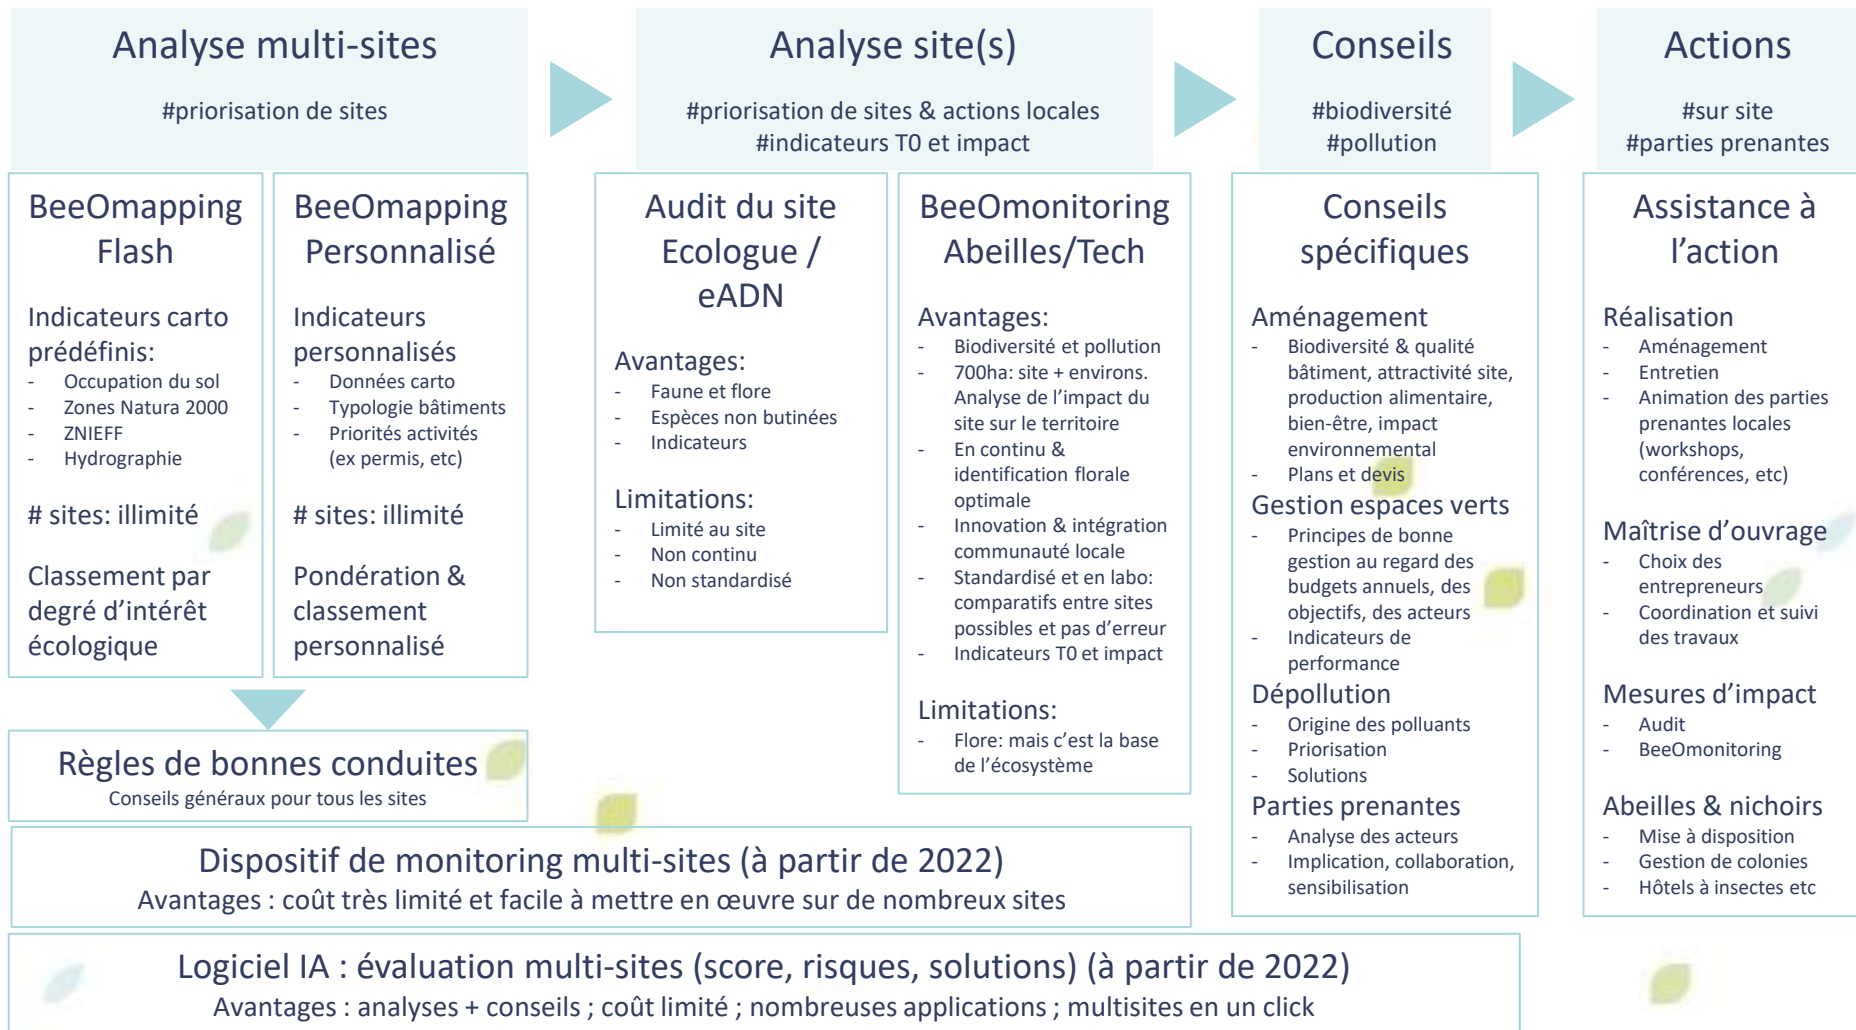 Analyse multi-sites
#priorisation de sites
Analyse site(s)
#priorisation de sites & actions locales
#indicateurs T0 et impact
Conseils
#biodiversité
#pollution
Actions
#sur site
#parties prenantes
BeeOmapping
Flash
Indicateurs carto
prédéfinis:
- Occupation du sol
- Zones Natura 2000
- ZNIEFF
- Hydrographie
# sites: illimité
Classement par
degré d’intérêt
écologique
BeeOmapping
Personnalisé
Indicateurs
personnalisés
- Données carto
- Typologie bâtiments
- Priorités activités
(ex permis, etc)
# sites: illimité
Pondération &
classement
personnalisé
Règles de bonnes conduites
Conseils généraux pour tous les sites
Audit du site
Ecologue /
eADN
Avantages:
- Faune et flore
- Espèces non butinées
- Indicateurs
Limitations:
- Limité au site
- Non continu
- Non standardisé
BeeOmonitoring
Abeilles/Tech
Avantages:
- Biodiversité et pollution
- 700ha: site + environs.
Analyse de l’impact du
site sur le territoire
- En continu &
identification florale
optimale
- Innovation & intégration
communauté locale
- Standardisé et en labo:
comparatifs entre sites
possibles et pas d’erreur
- Indicateurs T0 et impact
Limitations:
- Flore: mais c’est la base
de l’écosystème
Conseils
spécifiques
Aménagement
- Biodiversité & qualité
bâtiment, attractivité site,
production alimentaire,
bien-être, impact
environnemental
- Plans et devis
Gestion espaces verts
- Principes de bonne
gestion au regard des
budgets annuels, des
objectifs, des acteurs
- Indicateurs de
performance
Dépollution
- Origine des polluants
- Priorisation
- Solutions
Parties prenantes
- Analyse des acteurs
- Implication, collaboration,
sensibilisation
Assistance à
l’action
Réalisation
- Aménagement
- Entretien
- Animation des parties
prenantes locales
(workshops,
conférences, etc)
Maîtrise d’ouvrage
- Choix des
entrepreneurs
- Coordination et suivi
des travaux
Mesures d’impact
- Audit
- BeeOmonitoring
Abeilles & nichoirs
- Mise à disposition
- Gestion de colonies
- Hôtels à insectes etc
Dispositif de monitoring multi-sites (à partir de 2022)
Avantages : coût très limité et facile à mettre en œuvre sur de nombreux sites
Logiciel IA : évaluation multi-sites (score, risques, solutions) (à partir de 2022)
Avantages : analyses + conseils ; coût limité ; nombreuses applications ; multisites en un click